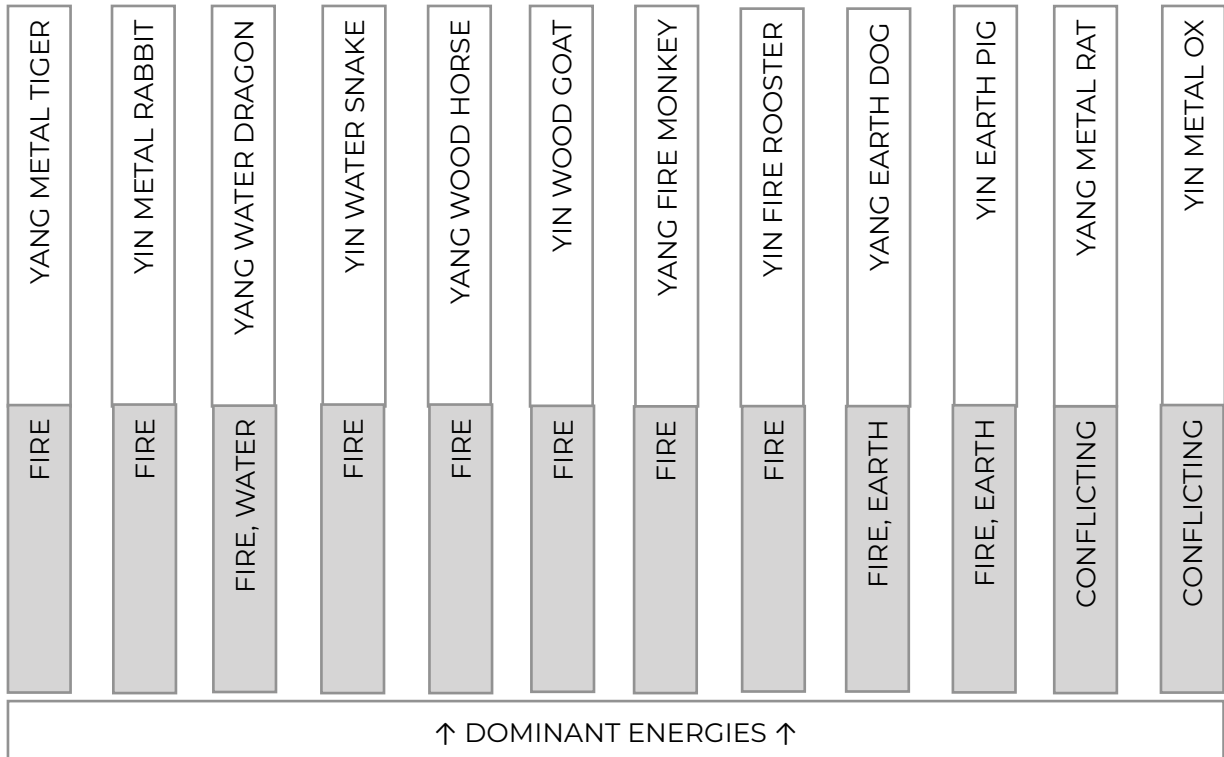 YANG METAL TIGER
YIN METAL RABBIT
YANG WATER DRAGON
YIN WATER SNAKE
YANG WOOD HORSE
YIN WOOD GOAT
YANG FIRE MONKEY
YIN FIRE ROOSTER
YANG EARTH DOG
YIN EARTH PIG
YANG METAL RAT
YIN METAL OX
FIRE
FIRE
FIRE, WATER
FIRE
FIRE
FIRE
FIRE
FIRE
FIRE, EARTH
FIRE, EARTH
CONFLICTING
CONFLICTING
↑ DOMINANT ENERGIES ↑